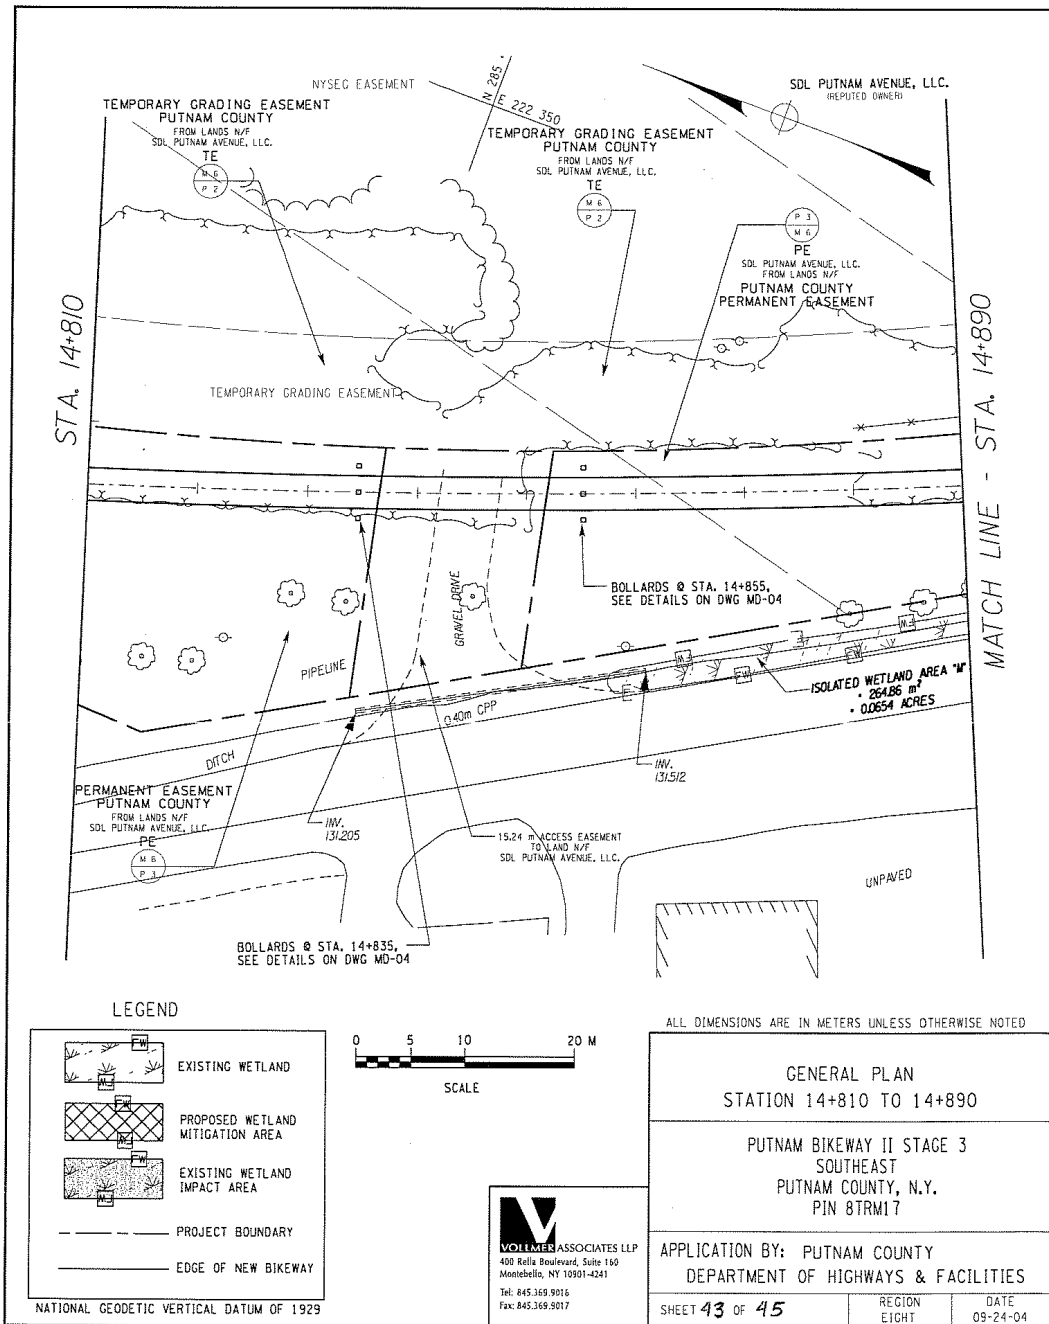 NYSEG EASEMENT
N 285
E 222 350
SDL PUTNAM AVENUE, LLC.
(REPUTED OWNER)
TEMPORARY GRADING EASEMENT
PUTNAM COUNTY
FROM LANDS N/F
SDL PUTNAM AVENUE, LLC.
TE
M 6
P 2
TEMPORARY GRADING EASEMENT
PUTNAM COUNTY
FROM LANDS N/F
SDL PUTNAM AVENUE, LLC.
TE
M 6
P 2
P 3
M 6
PE
SDL PUTNAM AVENUE, LLC.
FROM LANDS N/F
PUTNAM COUNTY
PERMANENT EASEMENT
STA. 14+810
MATCH LINE - STA. 14+890
TEMPORARY GRADING EASEMENT
BOLLARDS @ STA. 14+855,
SEE DETAILS ON DWG MD-04
GRAVEL DRIVE
PIPELINE
FW
FW
FW
FW
F
F
ISOLATED WETLAND AREA "M"
• 264.86 m²
• 0.0654 ACRES
0.40m CPP
DITCH
INV.
131.512
INV.
131.205
PERMANENT EASEMENT
PUTNAM COUNTY
FROM LANDS N/F
SDL PUTNAM AVENUE, LLC.
PE
M 6
P 3
15.24 m ACCESS EASEMENT
TO LAND N/F
SDL PUTNAM AVENUE, LLC.
UNPAVED
BOLLARDS @ STA. 14+835,
SEE DETAILS ON DWG MD-04
LEGEND
FW
EXISTING WETLAND
FW
FW
PROPOSED WETLAND
MITIGATION AREA
FW
FW
EXISTING WETLAND
IMPACT AREA
FW
PROJECT BOUNDARY
EDGE OF NEW BIKEWAY
NATIONAL GEODETIC VERTICAL DATUM OF 1929
0 5 10 20 M
SCALE
VOLLMER ASSOCIATES LLP
400 Rella Boulevard, Suite 160
Montebello, NY 10901-4241
Tel: 845.369.9016
Fax: 845.369.9017
ALL DIMENSIONS ARE IN METERS UNLESS OTHERWISE NOTED
GENERAL PLAN
STATION 14+810 TO 14+890
PUTNAM BIKEWAY II STAGE 3
SOUTHEAST
PUTNAM COUNTY, N.Y.
PIN 8TRM17
APPLICATION BY: PUTNAM COUNTY
DEPARTMENT OF HIGHWAYS & FACILITIES
SHEET 43 OF 45
REGION
EIGHT
DATE
09-24-04